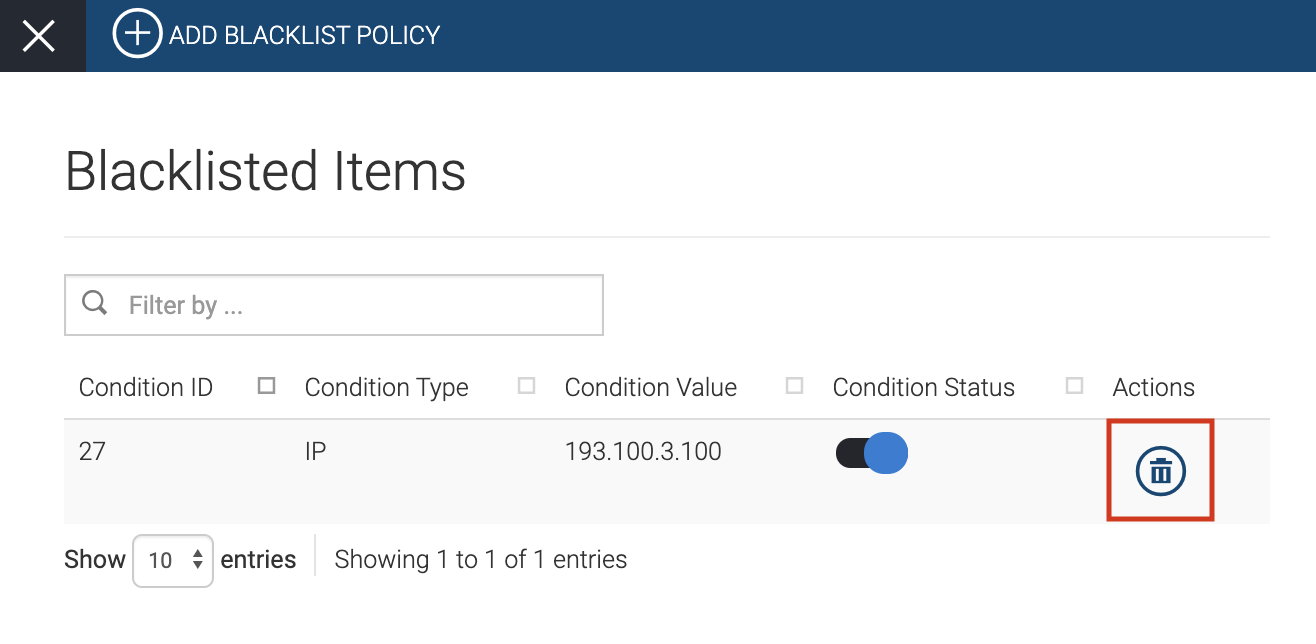 ADD BLACKLIST POLICY
Blacklisted Items
Filter by ...
Condition ID Condition Type Condition Value Condition Status Actions
27 IP 193.100.3.100
Show 10 entries Showing 1 to 1 of 1 entries